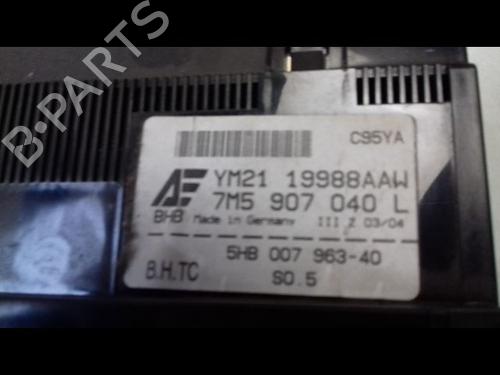 B-PARTS
C95YA
AE YM21 19988AAW
7M5 907 040 L
BHB Made in Germany III Z 03/04
5HB 007 963-40
B.H.TC SO.5